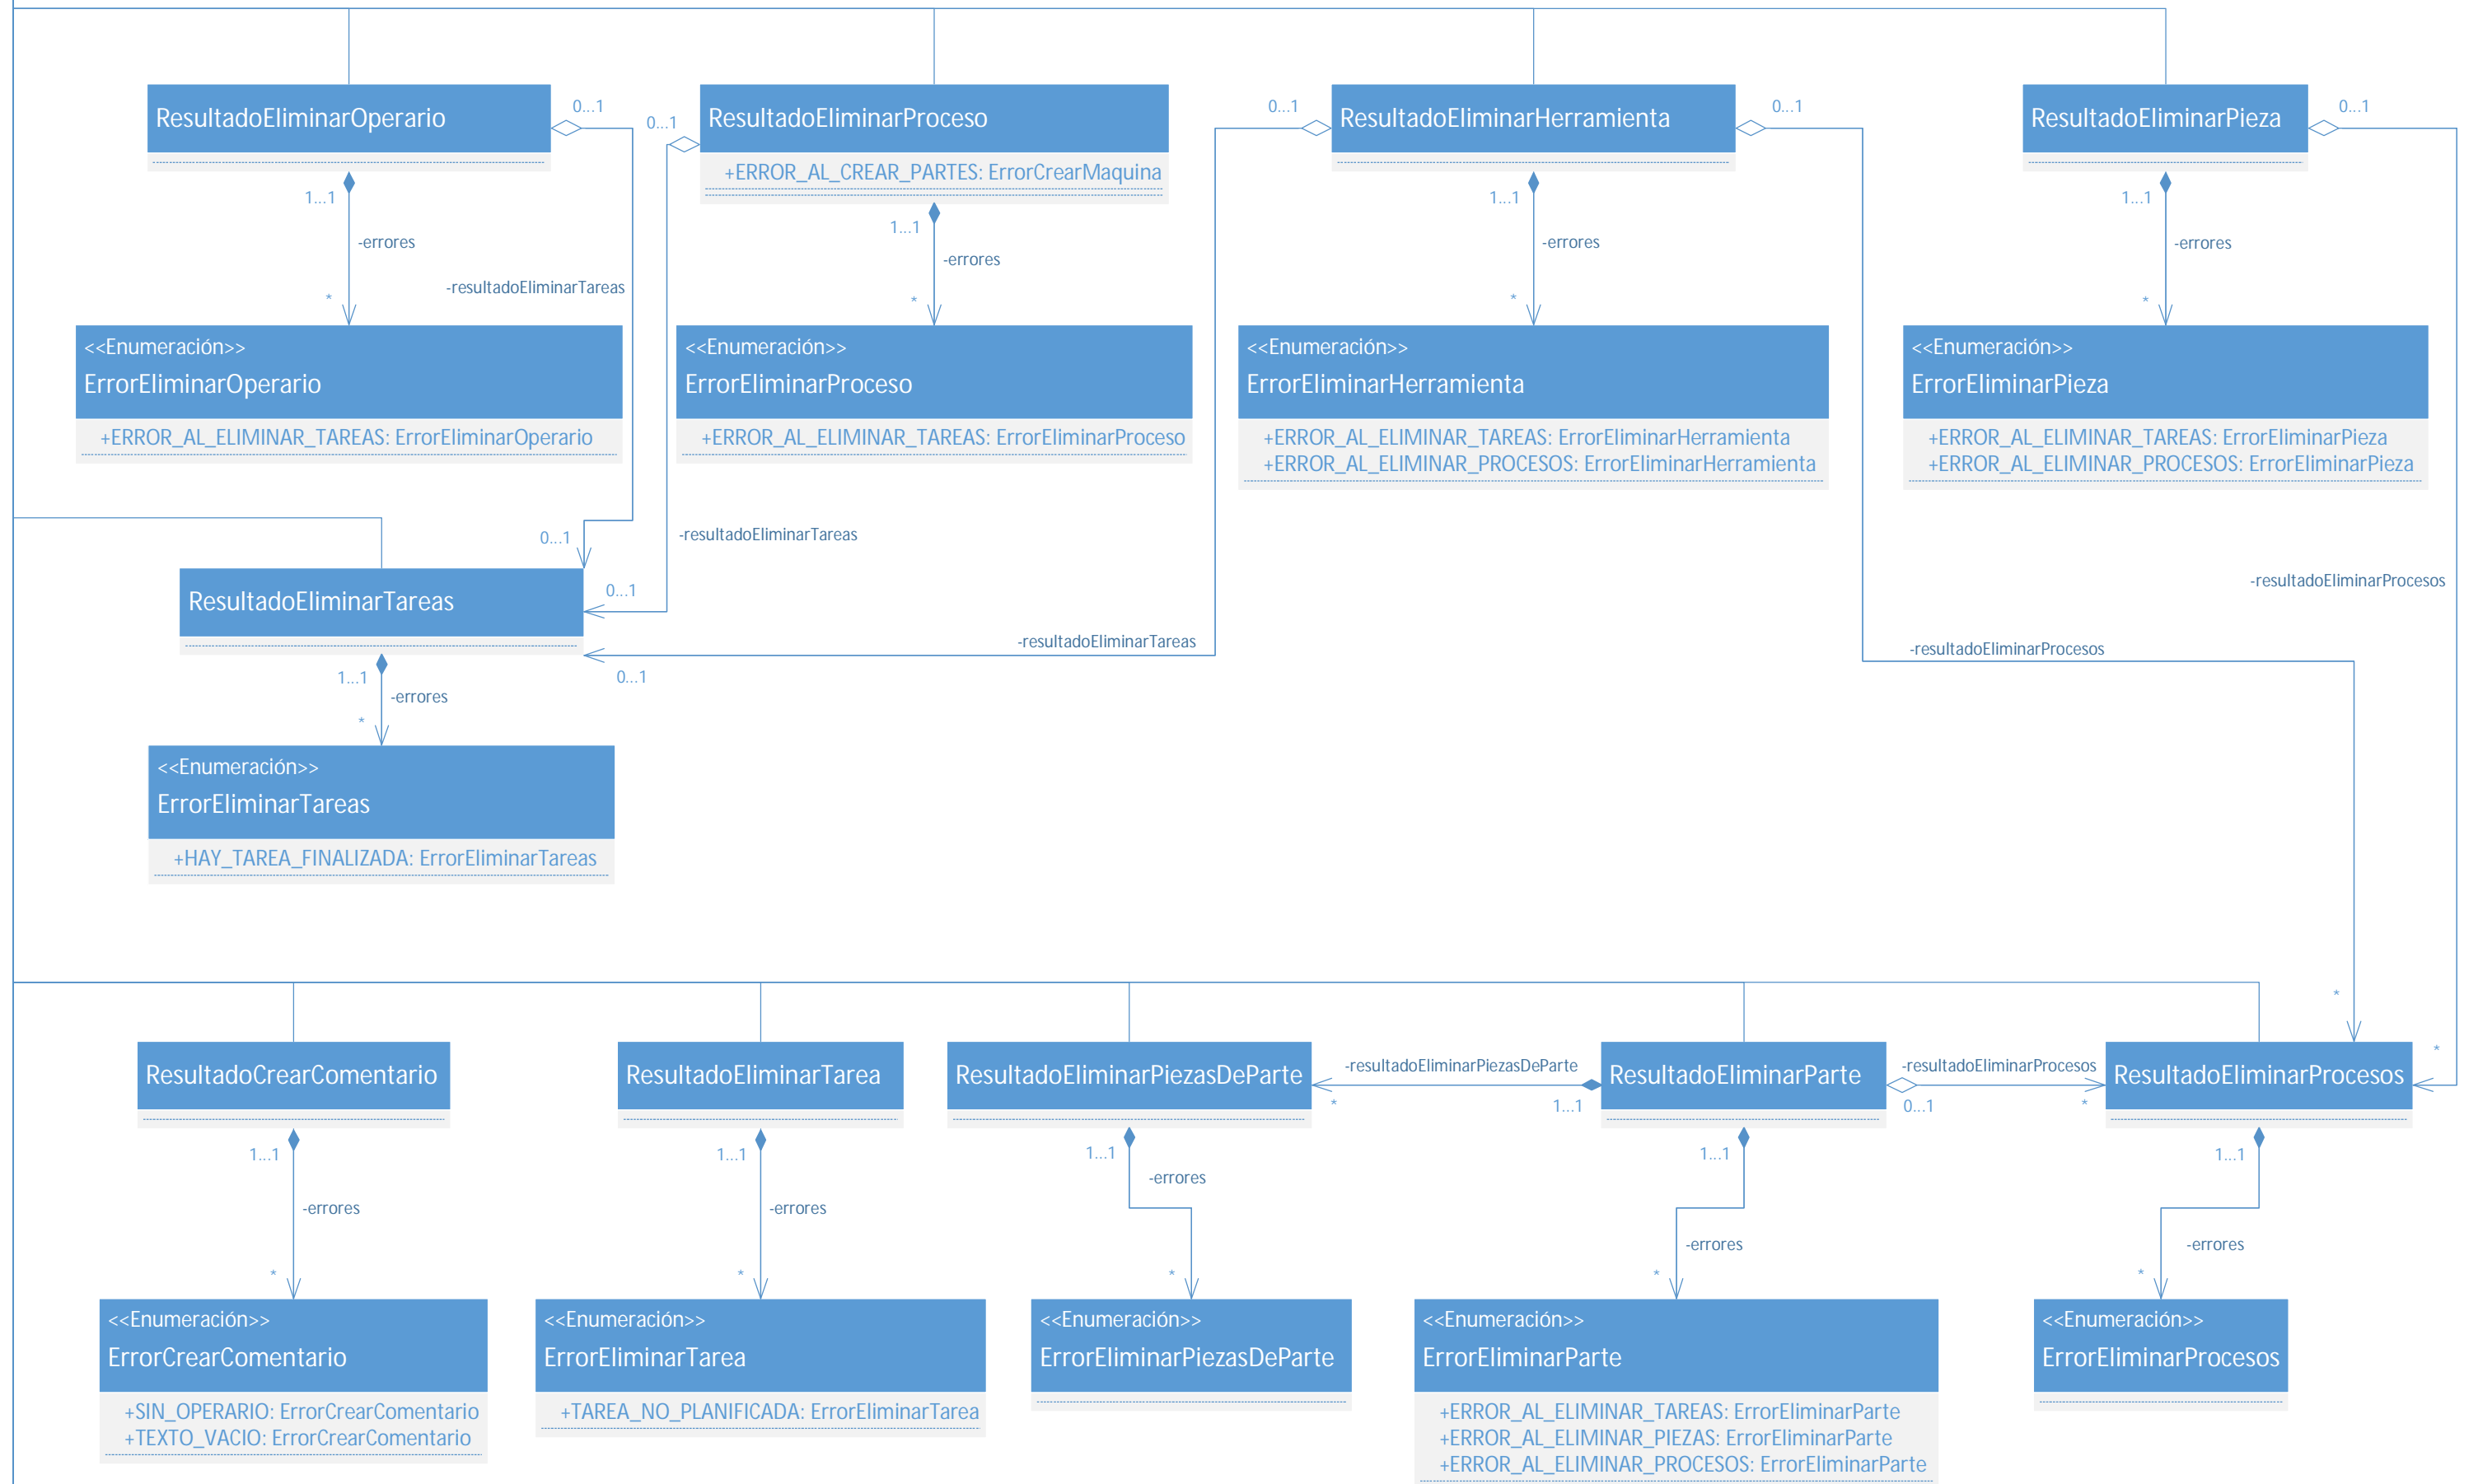 ResultadoEliminarOperario
0...1
1...1
-errores
-resultadoEliminarTareas
*
0...1
ResultadoEliminarProceso
+ERROR_AL_CREAR_PARTES: ErrorCrearMaquina
1...1
-errores
*
0...1
ResultadoEliminarHerramienta
0...1
1...1
-errores
*
ResultadoEliminarPieza
0...1
1...1
-errores
*
<<Enumeración>>
ErrorEliminarOperario
+ERROR_AL_ELIMINAR_TAREAS: ErrorEliminarOperario
<<Enumeración>>
ErrorEliminarProceso
+ERROR_AL_ELIMINAR_TAREAS: ErrorEliminarProceso
<<Enumeración>>
ErrorEliminarHerramienta
+ERROR_AL_ELIMINAR_TAREAS: ErrorEliminarHerramienta
+ERROR_AL_ELIMINAR_PROCESOS: ErrorEliminarHerramienta
<<Enumeración>>
ErrorEliminarPieza
+ERROR_AL_ELIMINAR_TAREAS: ErrorEliminarPieza
+ERROR_AL_ELIMINAR_PROCESOS: ErrorEliminarPieza
0...1
-resultadoEliminarTareas
-resultadoEliminarProcesos
ResultadoEliminarTareas
0...1
-resultadoEliminarTareas
-resultadoEliminarProcesos
0...1
1...1
-errores
*
<<Enumeración>>
ErrorEliminarTareas
+HAY_TAREA_FINALIZADA: ErrorEliminarTareas
*
*
ResultadoCrearComentario
1...1
-errores
*
ResultadoEliminarTarea
1...1
-errores
*
ResultadoEliminarPiezasDeParte
1...1
-errores
*
-resultadoEliminarPiezasDeParte
*
1...1
ResultadoEliminarParte
1...1
-errores
*
-resultadoEliminarProcesos
0...1
*
ResultadoEliminarProcesos
1...1
-errores
*
<<Enumeración>>
ErrorCrearComentario
+SIN_OPERARIO: ErrorCrearComentario
+TEXTO_VACIO: ErrorCrearComentario
<<Enumeración>>
ErrorEliminarTarea
+TAREA_NO_PLANIFICADA: ErrorEliminarTarea
<<Enumeración>>
ErrorEliminarPiezasDeParte
<<Enumeración>>
ErrorEliminarParte
+ERROR_AL_ELIMINAR_TAREAS: ErrorEliminarParte
+ERROR_AL_ELIMINAR_PIEZAS: ErrorEliminarParte
+ERROR_AL_ELIMINAR_PROCESOS: ErrorEliminarParte
<<Enumeración>>
ErrorEliminarProcesos